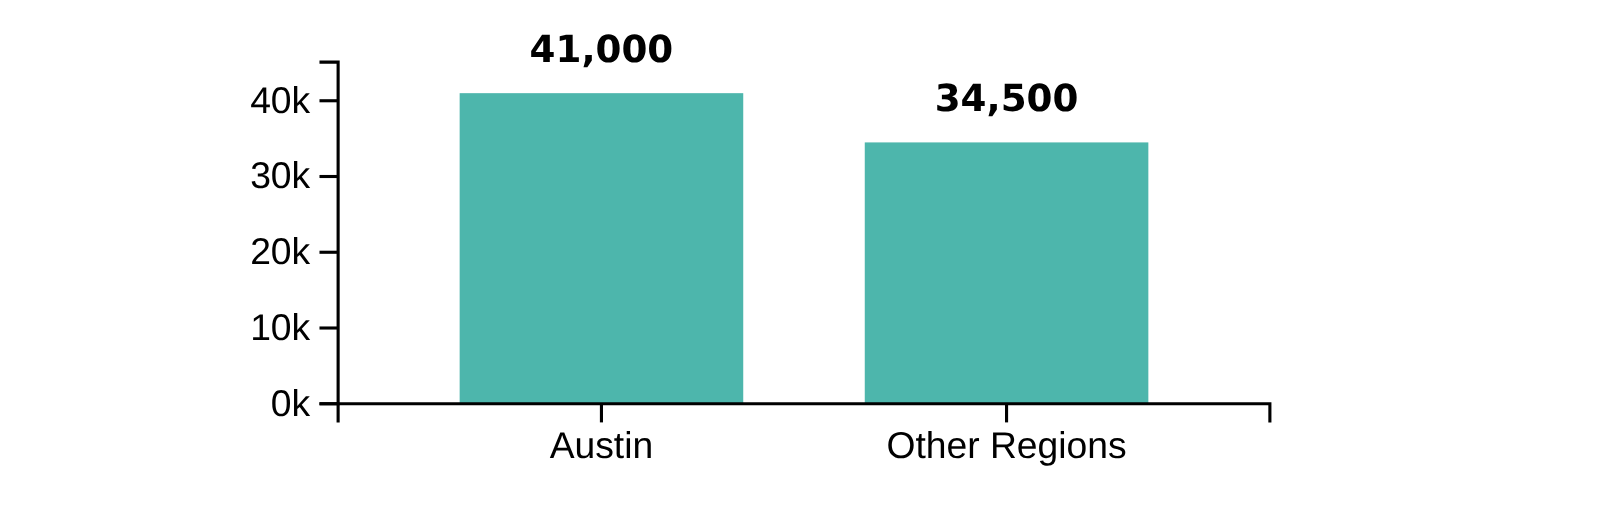 41,000
34,500
40k
30k
20k
10k
0k
Austin
Other Regions